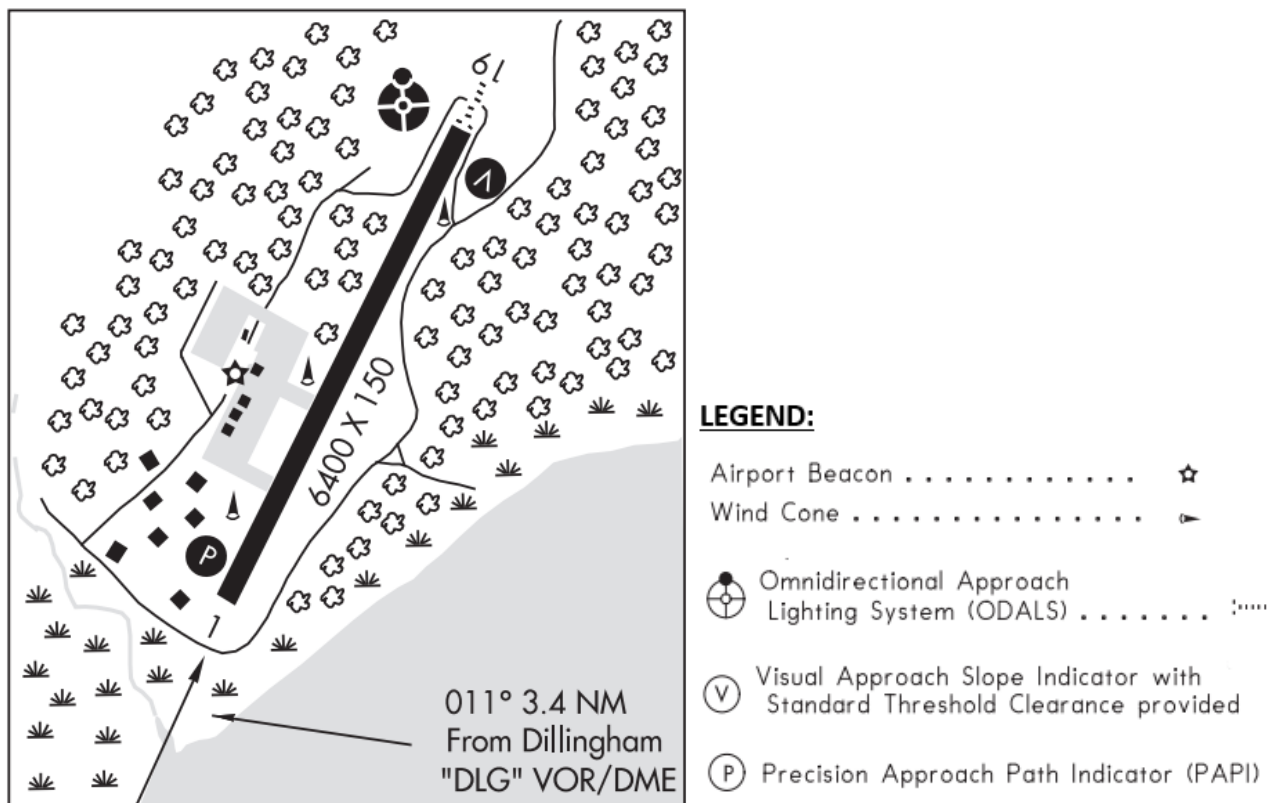 19
V
6400 X 150
P
1
011° 3.4 NM
From Dillingham
"DLG" VOR/DME
LEGEND:
Airport Beacon . . . . . . . . . . . .
Wind Cone . . . . . . . . . . . . . . .
Omnidirectional Approach
Lighting System (ODALS) . . . . . . .
V
Visual Approach Slope Indicator with
Standard Threshold Clearance provided
P
Precision Approach Path Indicator (PAPI)